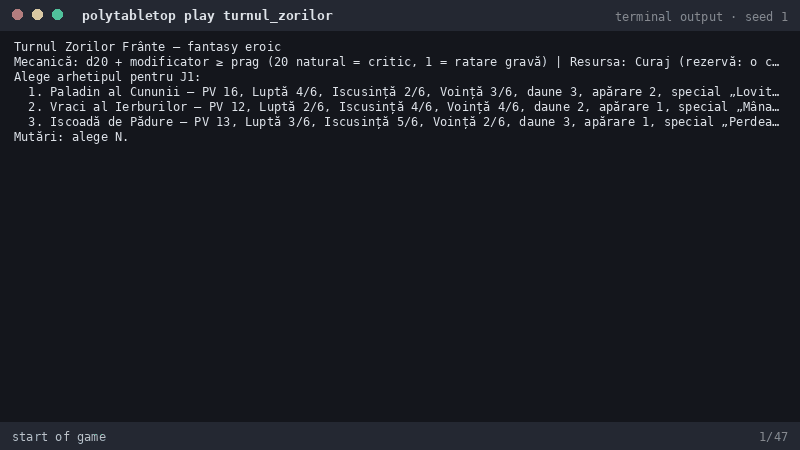 polytabletop play turnul_zorilor
terminal output · seed 1
Turnul Zorilor Frânte — fantasy eroic
Mecanică: d20 + modificator ≥ prag (20 natural = critic, 1 = ratare gravă) | Resursa: Curaj (rezervă: o c…
Alege arhetipul pentru J1:
1. Paladin al Cununii — PV 16, Luptă 4/6, Iscusință 2/6, Voință 3/6, daune 3, apărare 2, special „Lovit…
2. Vraci al Ierburilor — PV 12, Luptă 2/6, Iscusință 4/6, Voință 4/6, daune 2, apărare 1, special „Mâna…
3. Iscoadă de Pădure — PV 13, Luptă 3/6, Iscusință 5/6, Voință 2/6, daune 3, apărare 1, special „Perdea…
Mutări: alege N.
start of game
1/47